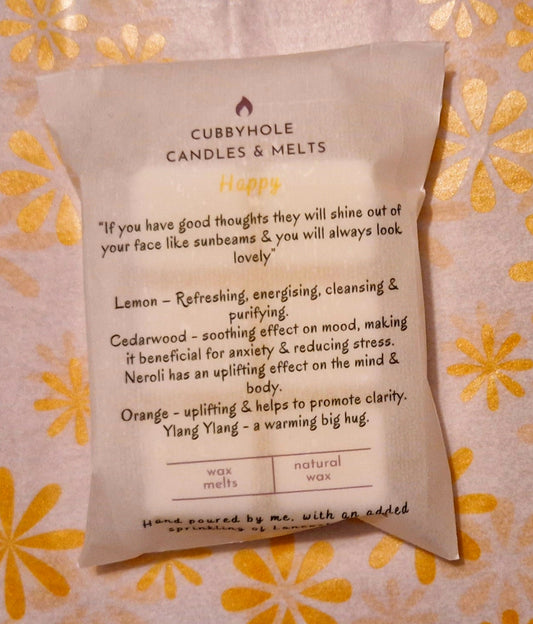 CUBBYHOLE
CANDLES & MELTS
Happy
"If you have good thoughts they will shine out of
your face like sunbeams & you will always look
lovely"
Lemon – Refreshing, energising, cleansing &
purifying.
Cedarwood - soothing effect on mood, making
it beneficial for anxiety & reducing stress.
Neroli has an uplifting effect on the mind &
body.
Orange - uplifting & helps to promote clarity.
Ylang Ylang - a warming big hug.
wax
melts
natural
wax
Hand poured by me, with an added
sprinkling of